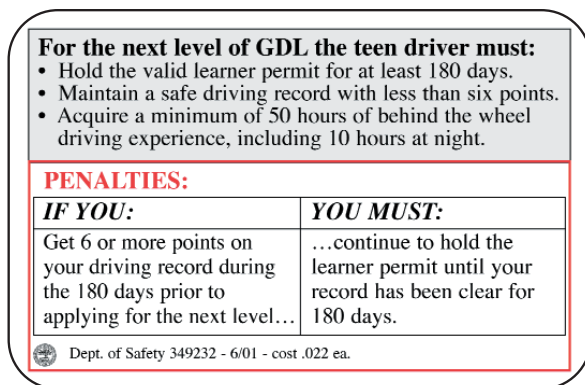 For the next level of GDL the teen driver must:
• Hold the valid learner permit for at least 180 days.
• Maintain a safe driving record with less than six points.
• Acquire a minimum of 50 hours of behind the wheel
driving experience, including 10 hours at night.
PENALTIES:
IF YOU:
Get 6 or more points on
your driving record during
the 180 days prior to
applying for the next level…
YOU MUST:
…continue to hold the
learner permit until your
record has been clear for
180 days.
Dept. of Safety 349232 - 6/01 - cost .022 ea.